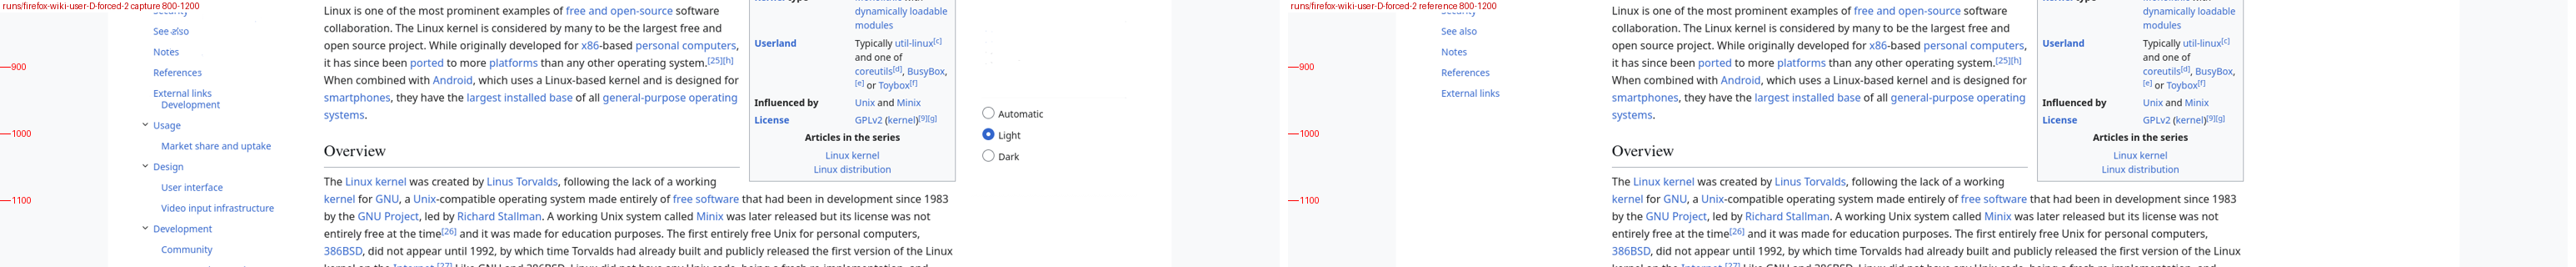 runs/firefox-wiki-user-D-forced-2 capture 800-1200
See also
Notes
References
External links
Development
Usage
Market share and uptake
Design
User interface
Video input infrastructure
Development
Community
900
1000
1100
Linux is one of the most prominent examples of free and open-source software
collaboration. The Linux kernel is considered by many to be the largest free and
open source project. While originally developed for x86-based personal computers,
it has since been ported to more platforms than any other operating system.[25][h]
When combined with Android, which uses a Linux-based kernel and is designed for
smartphones, they have the largest installed base of all general-purpose operating
systems.
Overview
The Linux kernel was created by Linus Torvalds, following the lack of a working
kernel for GNU, a Unix-compatible operating system made entirely of free software that had been in development since 1983
by the GNU Project, led by Richard Stallman. A working Unix system called Minix was later released but its license was not
entirely free at the time[26] and it was made for education purposes. The first entirely free Unix for personal computers,
386BSD, did not appear until 1992, by which time Torvalds had already built and publicly released the first version of the Linux
dynamically loadable
modules
Userland
Typically util-linux[c]
and one of
coreutils[d], BusyBox,
[e] or Toybox[f]
Influenced by
Unix and Minix
License
GPLv2 (kernel)[9][g]
Articles in the series
Linux kernel
Linux distribution
Automatic
Light
Dark
runs/firefox-wiki-user-D-forced-2 reference 800-1200
Security
See also
Notes
References
External links
900
1000
1100
Linux is one of the most prominent examples of free and open-source software
collaboration. The Linux kernel is considered by many to be the largest free and
open source project. While originally developed for x86-based personal computers,
it has since been ported to more platforms than any other operating system.[25][h]
When combined with Android, which uses a Linux-based kernel and is designed for
smartphones, they have the largest installed base of all general-purpose operating
systems.
Overview
The Linux kernel was created by Linus Torvalds, following the lack of a working
kernel for GNU, a Unix-compatible operating system made entirely of free software that had been in development since 1983
by the GNU Project, led by Richard Stallman. A working Unix system called Minix was later released but its license was not
entirely free at the time[26] and it was made for education purposes. The first entirely free Unix for personal computers,
386BSD, did not appear until 1992, by which time Torvalds had already built and publicly released the first version of the Linux
dynamically loadable
modules
Userland
Typically util-linux[c]
and one of
coreutils[d], BusyBox,
[e] or Toybox[f]
Influenced by
Unix and Minix
License
GPLv2 (kernel)[9][g]
Articles in the series
Linux kernel
Linux distribution